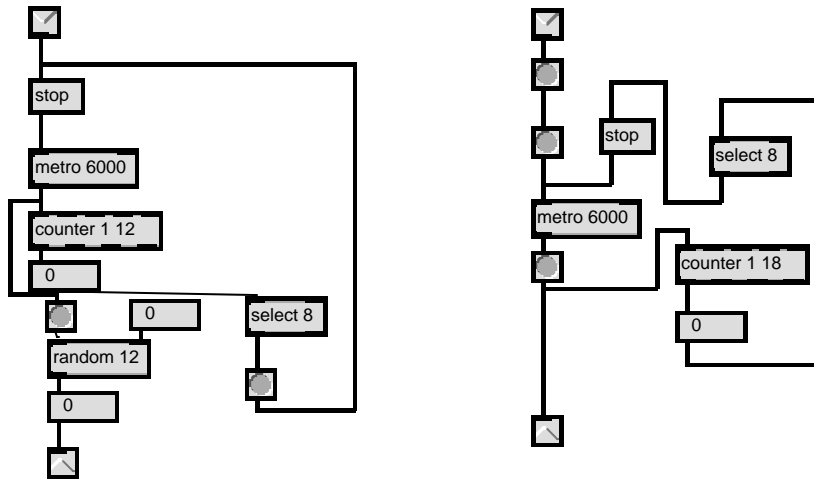 stop
metro 6000
counter 1 12
0
0
select 8
random 12
0
stop
select 8
metro 6000
counter 1 18
0